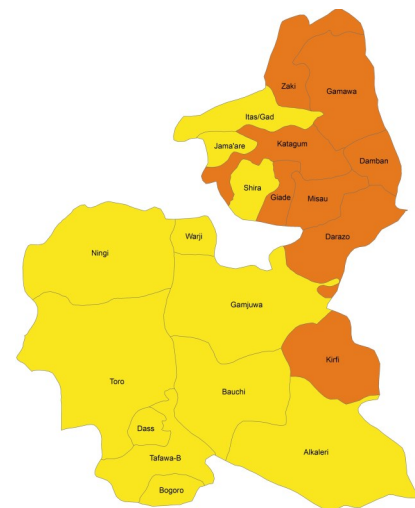 Zaki
Gamawa
Itas/Gad
Jama'are
Katagum
Damban
Shira
Giade
Misau
Darazo
Warji
Ningi
Gamjuwa
Kirfi
Toro
Bauchi
Dass
Alkaleri
Tafawa-B
Bogoro